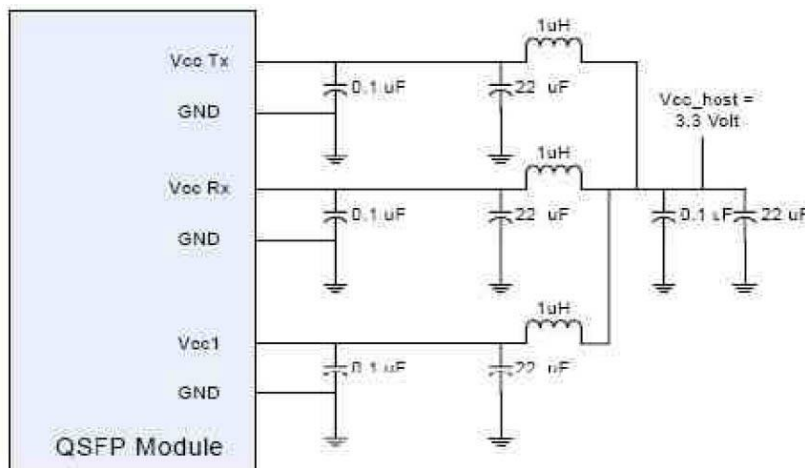 1uH
Vcc Tx
0.1 uF
22 uF
Vcc_host =
3.3 Volt
GND
1uH
Vcc Rx
0.1 uF
22 uF
0.1 uF
22 uF
GND
1uH
Vcc1
0.1 uF
22 uF
GND
QSFP Module